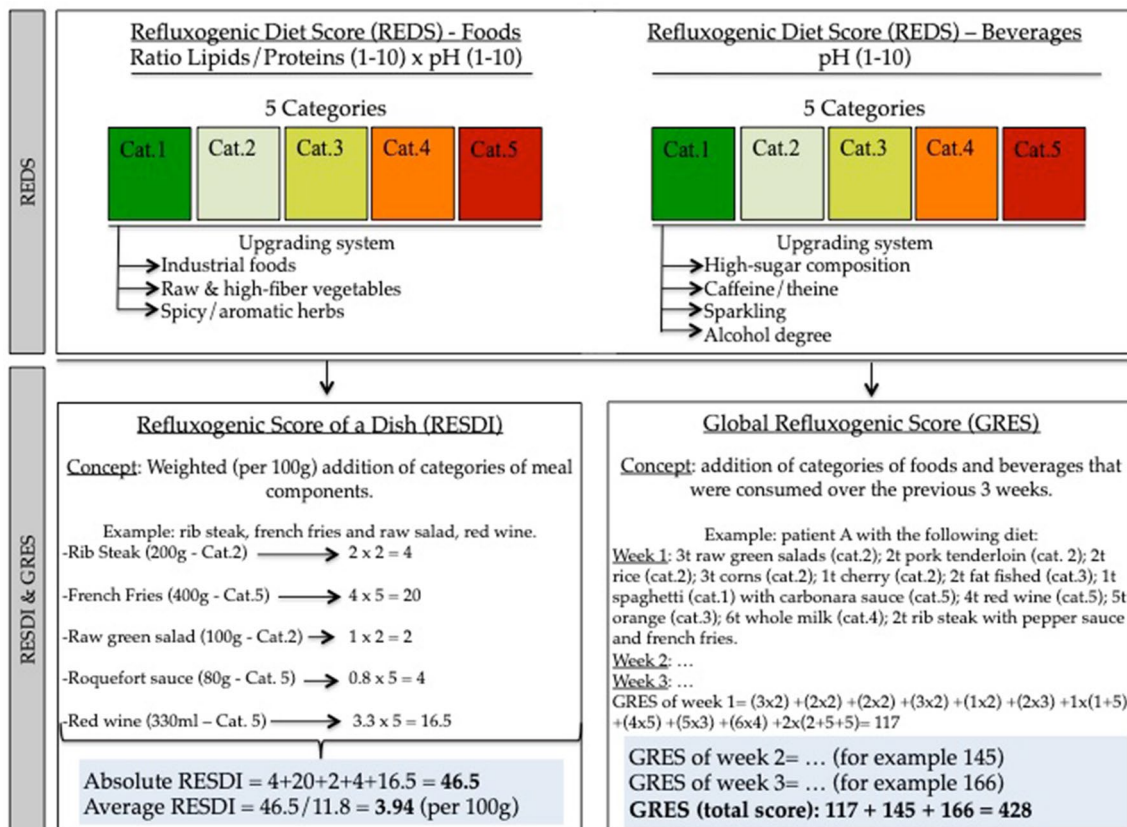 REDS
Refluxogenic Diet Score (REDS) - Foods
Ratio Lipids/Proteins (1-10) x pH (1-10)
5 Categories
Cat.1 Cat.2 Cat.3 Cat.4 Cat.5
Upgrading system
Industrial foods
Raw & high-fiber vegetables
Spicy/aromatic herbs
Refluxogenic Diet Score (REDS) – Beverages
pH (1-10)
5 Categories
Cat.1 Cat.2 Cat.3 Cat.4 Cat.5
Upgrading system
High-sugar composition
Caffeine/theine
Sparkling
Alcohol degree
RESDI & GRES
Refluxogenic Score of a Dish (RESDI)
Concept: Weighted (per 100g) addition of categories of meal
components.
Example: rib steak, french fries and raw salad, red wine.
-Rib Steak (200g - Cat.2) 2 x 2 = 4
-French Fries (400g - Cat.5) 4 x 5 = 20
-Raw green salad (100g - Cat.2) 1 x 2 = 2
-Roquefort sauce (80g - Cat. 5) 0.8 x 5 = 4
-Red wine (330ml – Cat. 5) 3.3 x 5 = 16.5
Absolute RESDI = 4+20+2+4+16.5 = 46.5
Average RESDI = 46.5/11.8 = 3.94 (per 100g)
Global Refluxogenic Score (GRES)
Concept: addition of categories of foods and beverages that
were consumed over the previous 3 weeks.
Example: patient A with the following diet:
Week 1: 3t raw green salads (cat.2); 2t pork tenderloin (cat. 2); 2t
rice (cat.2); 3t corns (cat.2); 1t cherry (cat.2); 2t fat fished (cat.3); 1t
spaghetti (cat.1) with carbonara sauce (cat.5); 4t red wine (cat.5); 5t
orange (cat.3); 6t whole milk (cat.4); 2t rib steak with pepper sauce
and french fries.
Week 2: ...
Week 3: ...
GRES of week 1= (3x2) +(2x2) +(2x2) +(3x2) +(1x2) +(2x3) +1x(1+5)
+(4x5) +(5x3) +(6x4) +2x(2+5+5)= 117
GRES of week 2= ... (for example 145)
GRES of week 3= ... (for example 166)
GRES (total score): 117 + 145 + 166 = 428